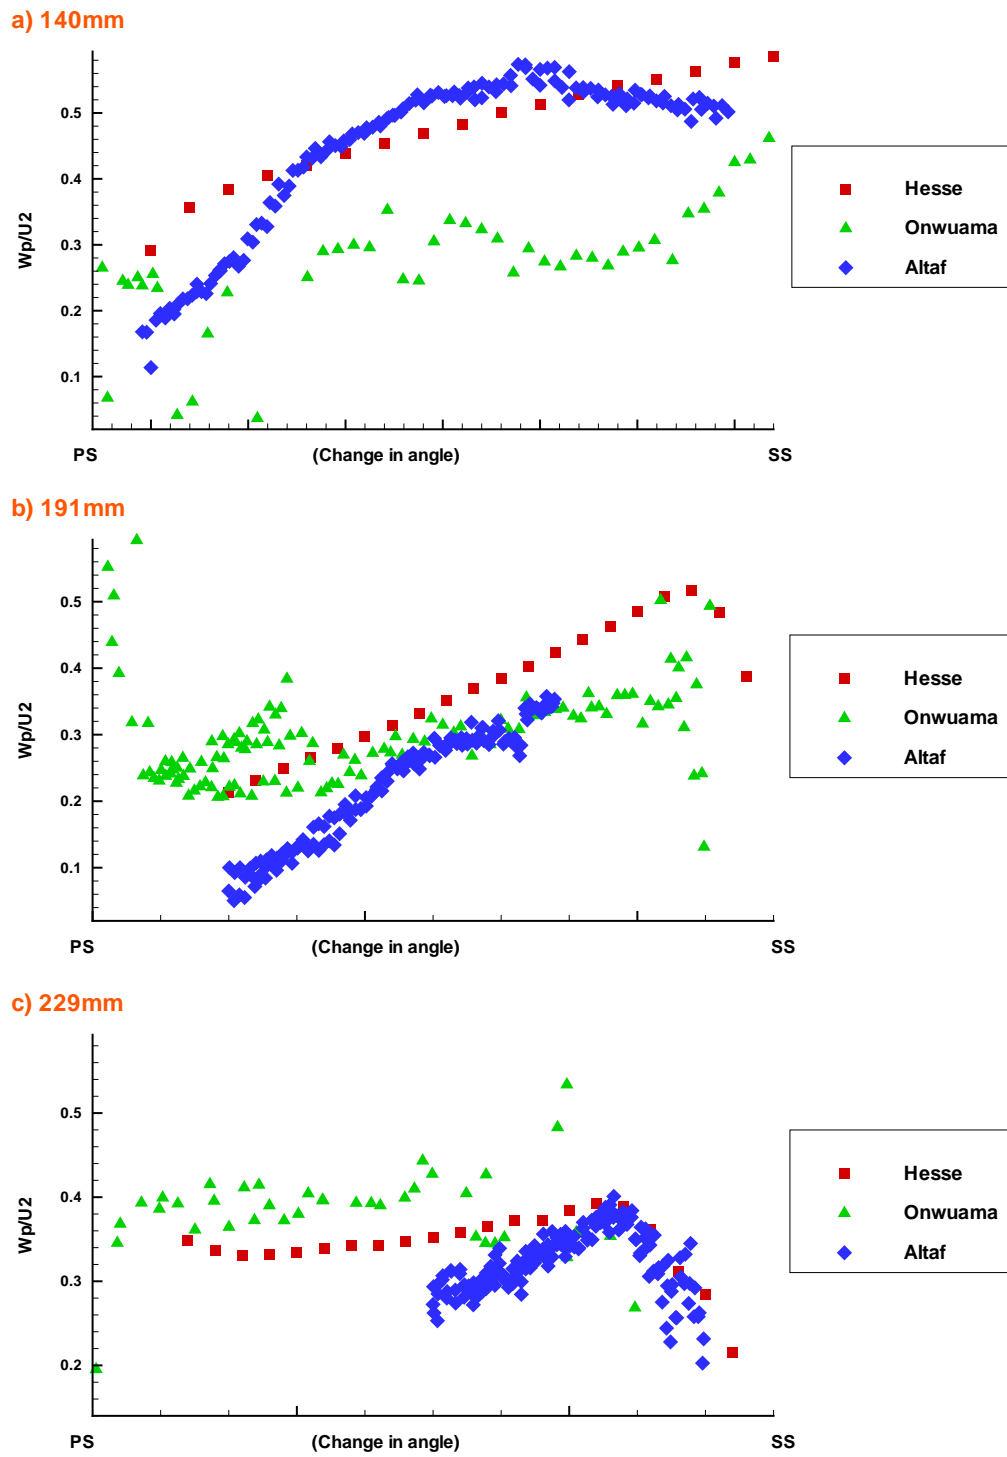 a) 140mm
0.5
0.4
0.3
0.2
0.1
Wp/U2
PS (Change in angle) SS
Hesse
Onwuama
Altaf
b) 191mm
0.5
0.4
0.3
0.2
0.1
Wp/U2
PS (Change in angle) SS
Hesse
Onwuama
Altaf
c) 229mm
0.5
0.4
0.3
0.2
Wp/U2
PS (Change in angle) SS
Hesse
Onwuama
Altaf